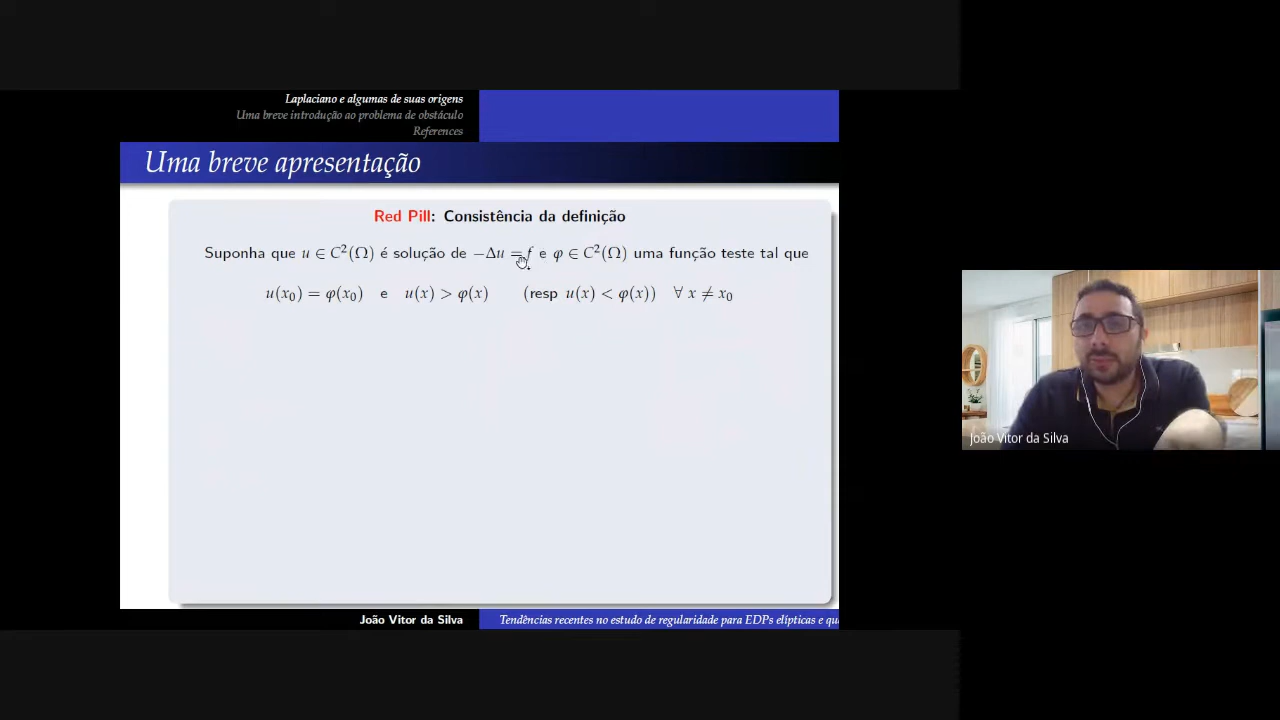 Laplaciano e algumas de suas origens
Uma breve introdução ao problema de obstáculo
References
Uma breve apresentação
Red Pill: Consistência da definição
Suponha que u ∈ C²(Ω) é solução de −Δu = f e φ ∈ C²(Ω) uma função teste tal que
u(x₀) = φ(x₀) e u(x) > φ(x) (resp u(x) < φ(x)) ∀ x ≠ x₀
João Vitor da Silva
João Vitor da Silva
Tendências recentes no estudo de regularidade para EDPs elípticas e